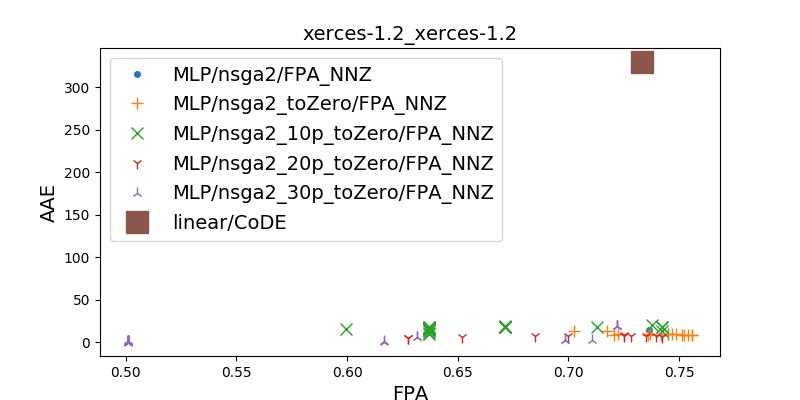 xerces-1.2_xerces-1.2
AAE
300
250
200
150
100
50
0
MLP/nsga2/FPA_NNZ
MLP/nsga2_toZero/FPA_NNZ
MLP/nsga2_10p_toZero/FPA_NNZ
MLP/nsga2_20p_toZero/FPA_NNZ
MLP/nsga2_30p_toZero/FPA_NNZ
linear/CoDE
0.50 0.55 0.60 0.65 0.70 0.75
FPA